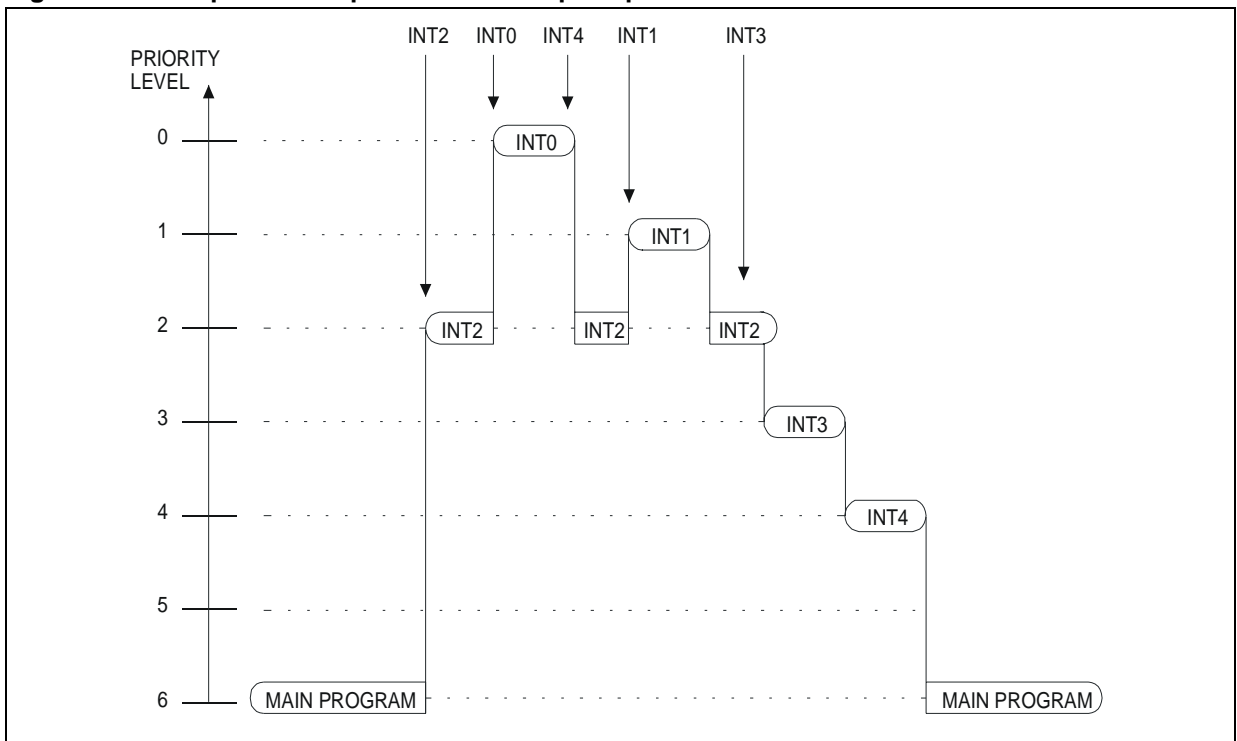 INT2 INT0 INT4 INT1 INT3
PRIORITY
LEVEL
0 INT0
1 INT1
2 INT2 INT2 INT2
3 INT3
4 INT4
5
6 MAIN PROGRAM MAIN PROGRAM